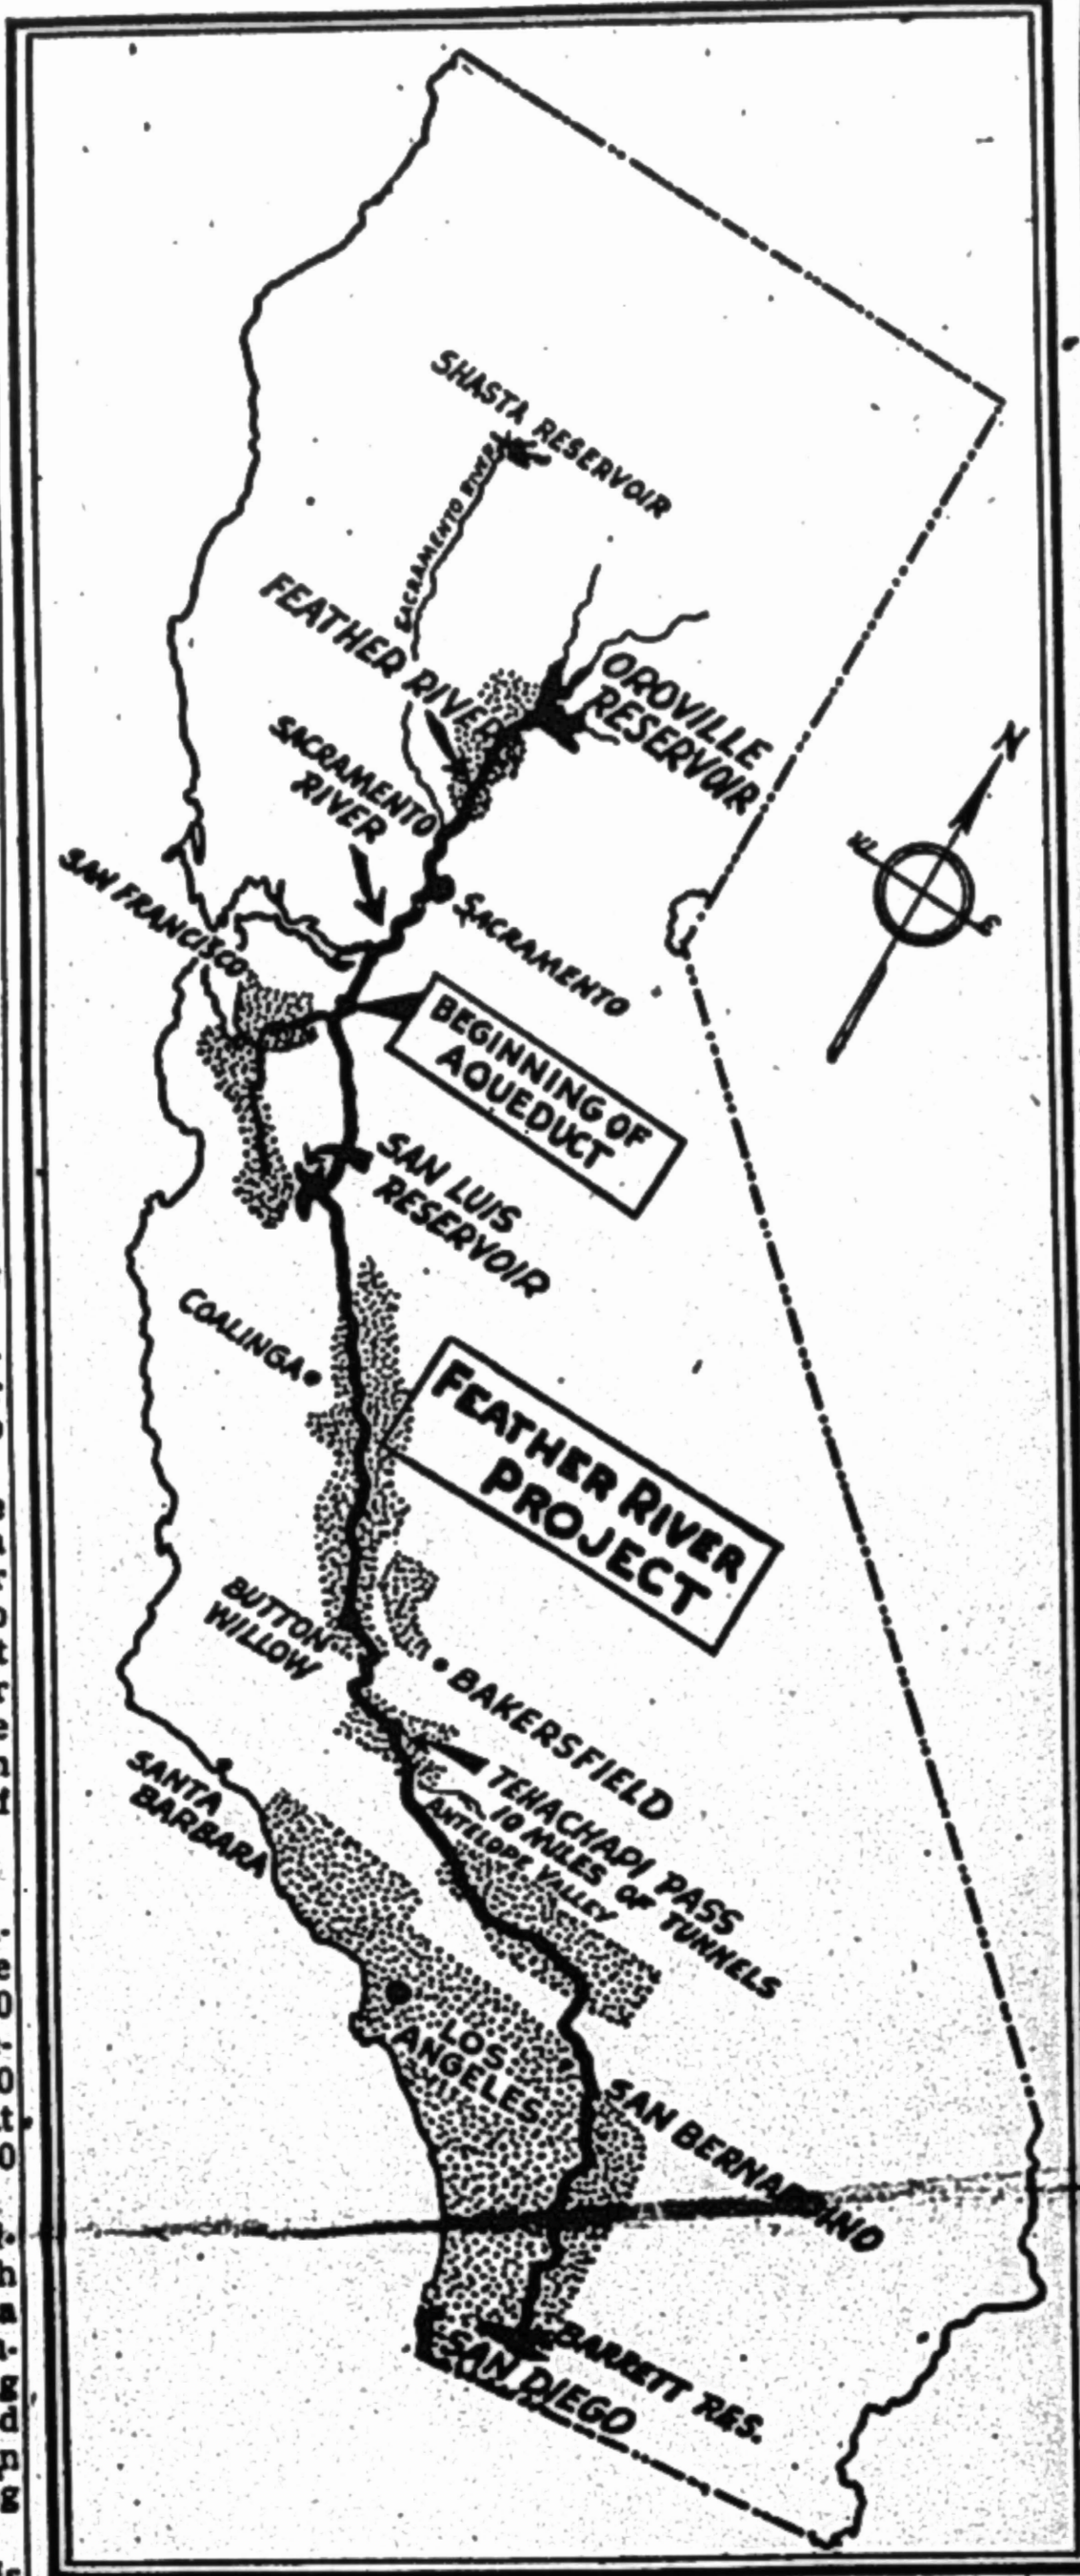 SHASTA RESERVOIR
SACRAMENTO RIVER
FEATHER RIVER
OROVILLE
RESERVOIR
SACRAMENTO
RIVER
N
W
E
SAN FRANCISCO
SACRAMENTO
BEGINNING OF
AQUEDUCT
SAN LUIS
RESERVOIR
COALINGA
FEATHER RIVER
PROJECT
BUTTON
WILLOW
BAKERSFIELD
TEHACHAPI PASS
10 MILES OF TUNNELS
ANTELOPE VALLEY
SANTA
BARBARA
LOS
ANGELES
SAN BERNARDINO
BARRETT RES.
SAN DIEGO